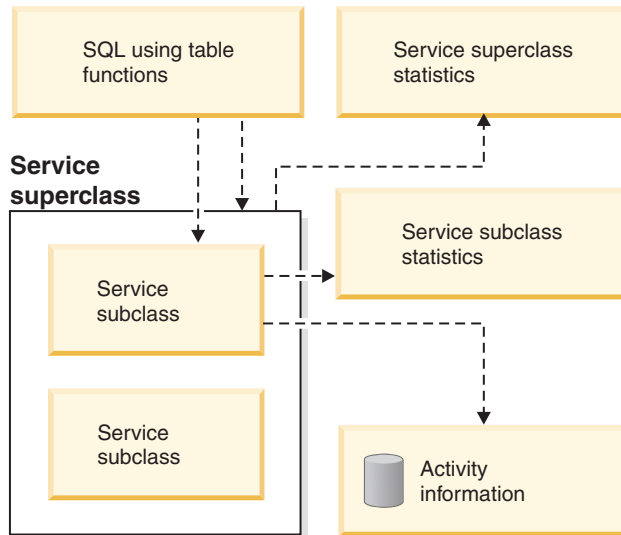 SQL using table
functions
Service superclass
statistics
Service
superclass
Service subclass
statistics
Service
subclass
Service
subclass
Activity
information